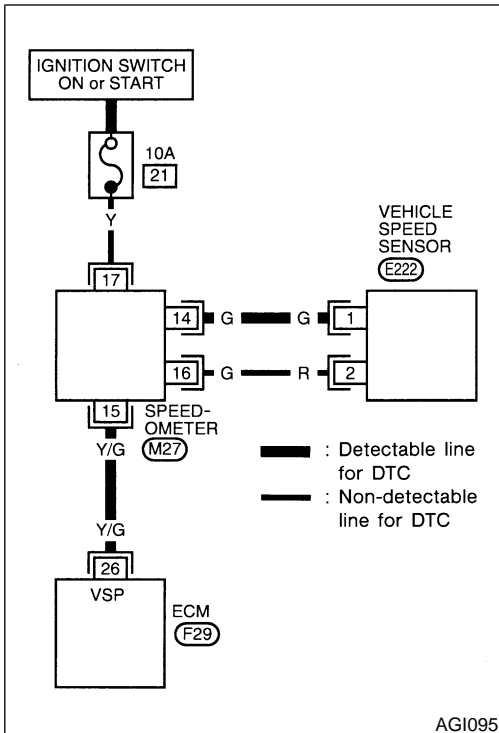 IGNITION SWITCH
ON or START
10A
21
Y
17
VEHICLE
SPEED
SENSOR
E222
14
G
G
1
16
G
R
2
15
SPEED-
OMETER
M27
Y/G
: Detectable line
for DTC
: Non-detectable
line for DTC
Y/G
26
VSP
ECM
F29
AGI095